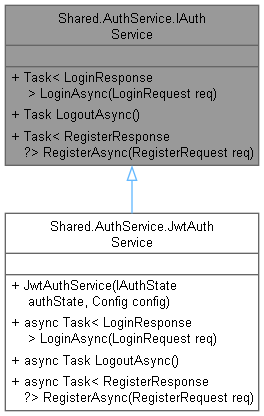 Shared.AuthService.IAuth
Service
+ Task< LoginResponse
> LoginAsync(LoginRequest req)
+ Task LogoutAsync()
+ Task< RegisterResponse
?> RegisterAsync(RegisterRequest req)
Shared.AuthService.JwtAuth
Service
+ JwtAuthService(IAuthState
authState, Config config)
+ async Task< LoginResponse
> LoginAsync(LoginRequest req)
+ async Task LogoutAsync()
+ async Task< RegisterResponse
?> RegisterAsync(RegisterRequest req)